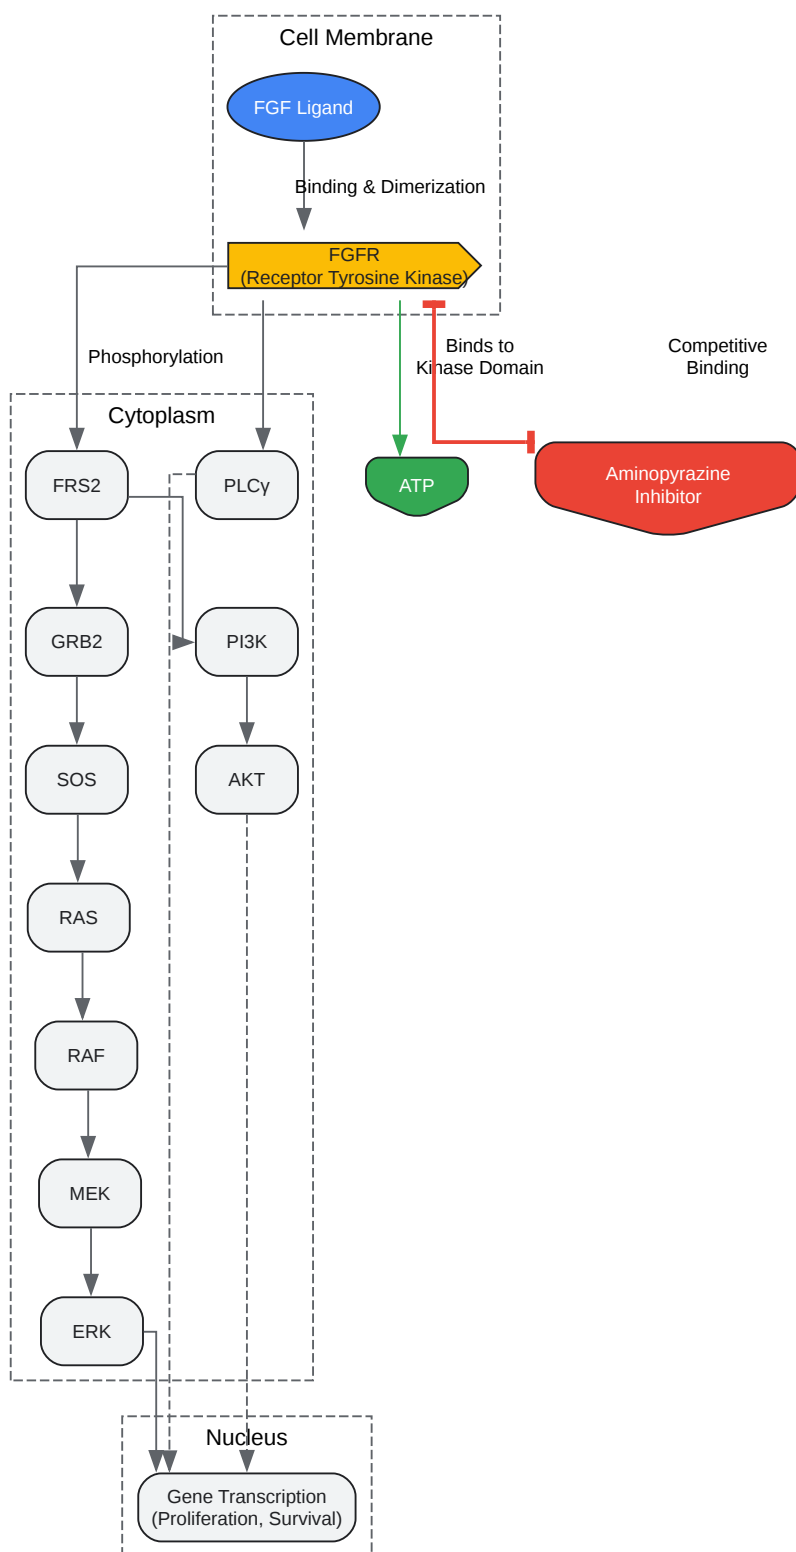 Cell Membrane
FGF Ligand
Binding & Dimerization
FGFR
(Receptor Tyrosine Kinase)
Phosphorylation
Binds to
Kinase Domain
Competitive
Binding
Cytoplasm
FRS2
PLCγ
ATP
Aminopyrazine
Inhibitor
GRB2
PI3K
SOS
AKT
RAS
RAF
MEK
ERK
Nucleus
Gene Transcription
(Proliferation, Survival)